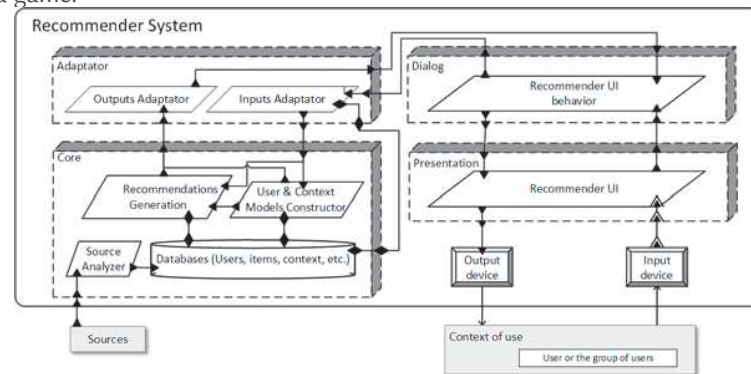 a game.
Recommender System
Adaptator
Outputs Adaptator
Inputs Adaptator
Dialog
Recommender UI
behavior
Core
Recommendations
Generation
User & Context
Models Constructor
Source
Analyzer
Databases (Users, items, context, etc.)
Presentation
Recommender UI
Output
device
Input
device
Sources
Context of use
User or the group of users